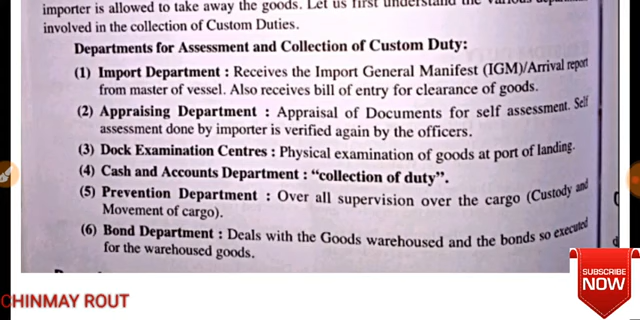 importer is allowed to take away the goods. Let us first understand the various
involved in the collection of Custom Duties.
Departments for Assessment and Collection of Custom Duty:
(1) Import Department : Receives the Import General Manifest (IGM)/Arrival report
from master of vessel. Also receives bill of entry for clearance of goods.
(2) Appraising Department : Appraisal of Documents for self assessment. Self
assessment done by importer is verified again by the officers.
(3) Dock Examination Centres : Physical examination of goods at port of landing.
(4) Cash and Accounts Department : "collection of duty".
(5) Prevention Department : Over all supervision over the cargo (Custody and
Movement of cargo).
(6) Bond Department : Deals with the Goods warehoused and the bonds so executed
for the warehoused goods.
CHINMAY ROUT
SUBSCRIBE
NOW